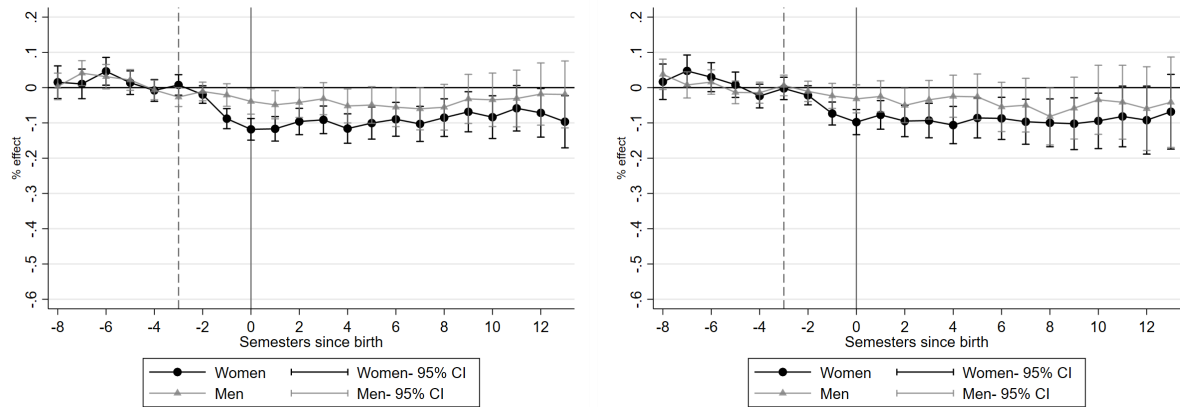 .2
.1
0
-.1
-.2
-.3
-.4
-.5
-.6
% effect
-8 -6 -4 -2 0 2 4 6 8 10 12
Semesters since birth
Women Women- 95% CI
Men Men- 95% CI
.2
.1
0
-.1
-.2
-.3
-.4
-.5
-.6
% effect
-8 -6 -4 -2 0 2 4 6 8 10 12
Semesters since birth
Women Women- 95% CI
Men Men- 95% CI